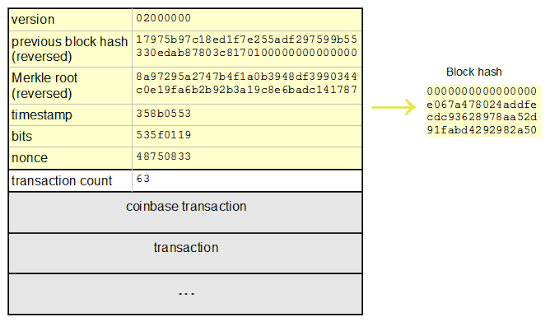 version 02000000
previous block hash 17975b97c18ed1f7e255adf297599b55
(reversed) 330edab87803c8170100000000000000
Merkle root 8a97295a2747b4f1a0b3948df3990344
(reversed) c0e19fa6b2b92b3a19c8e6badc141787
timestamp 358b0553
bits 535f0119
nonce 48750833
transaction count 63
coinbase transaction
transaction
...
Block hash
0000000000000000
e067a478024addfe
cdc93628978aa52d
91fabd4292982a50